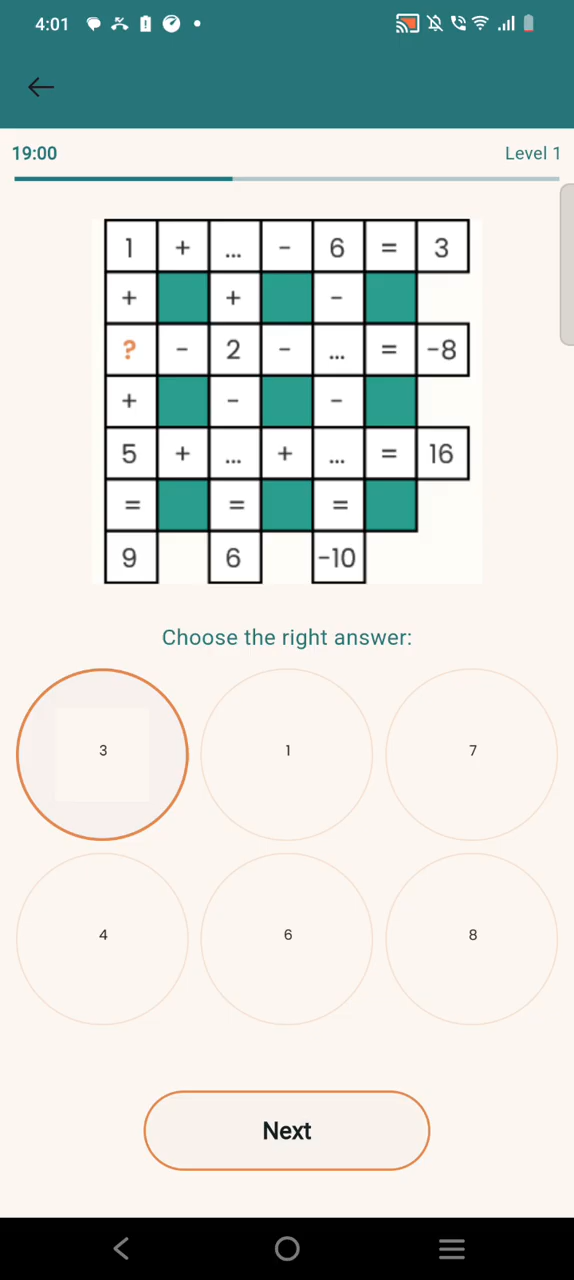 4:01
19:00 Level 1
1 + ... - 6 = 3
+ + -
? - 2 - ... = -8
+ - -
5 + ... + ... = 16
= = =
9 6 -10
Choose the right answer:
3 1 7
4 6 8
Next